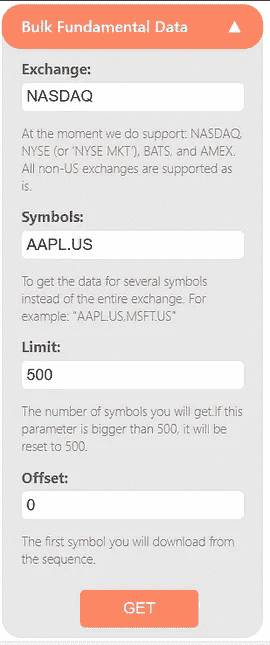 Bulk Fundamental Data ▲
Exchange:
NASDAQ
At the moment we do support: NASDAQ,
NYSE (or 'NYSE MKT'), BATS, and AMEX.
All non-US exchanges are supported as
is.
Symbols:
AAPL.US
To get the data for several symbols
instead of the entire exchange. For
example: "AAPL.US,MSFT.US"
Limit:
500
The number of symbols you will get.If this
parameter is bigger than 500, it will be
reset to 500.
Offset:
0
The first symbol you will download from
the sequence.
GET